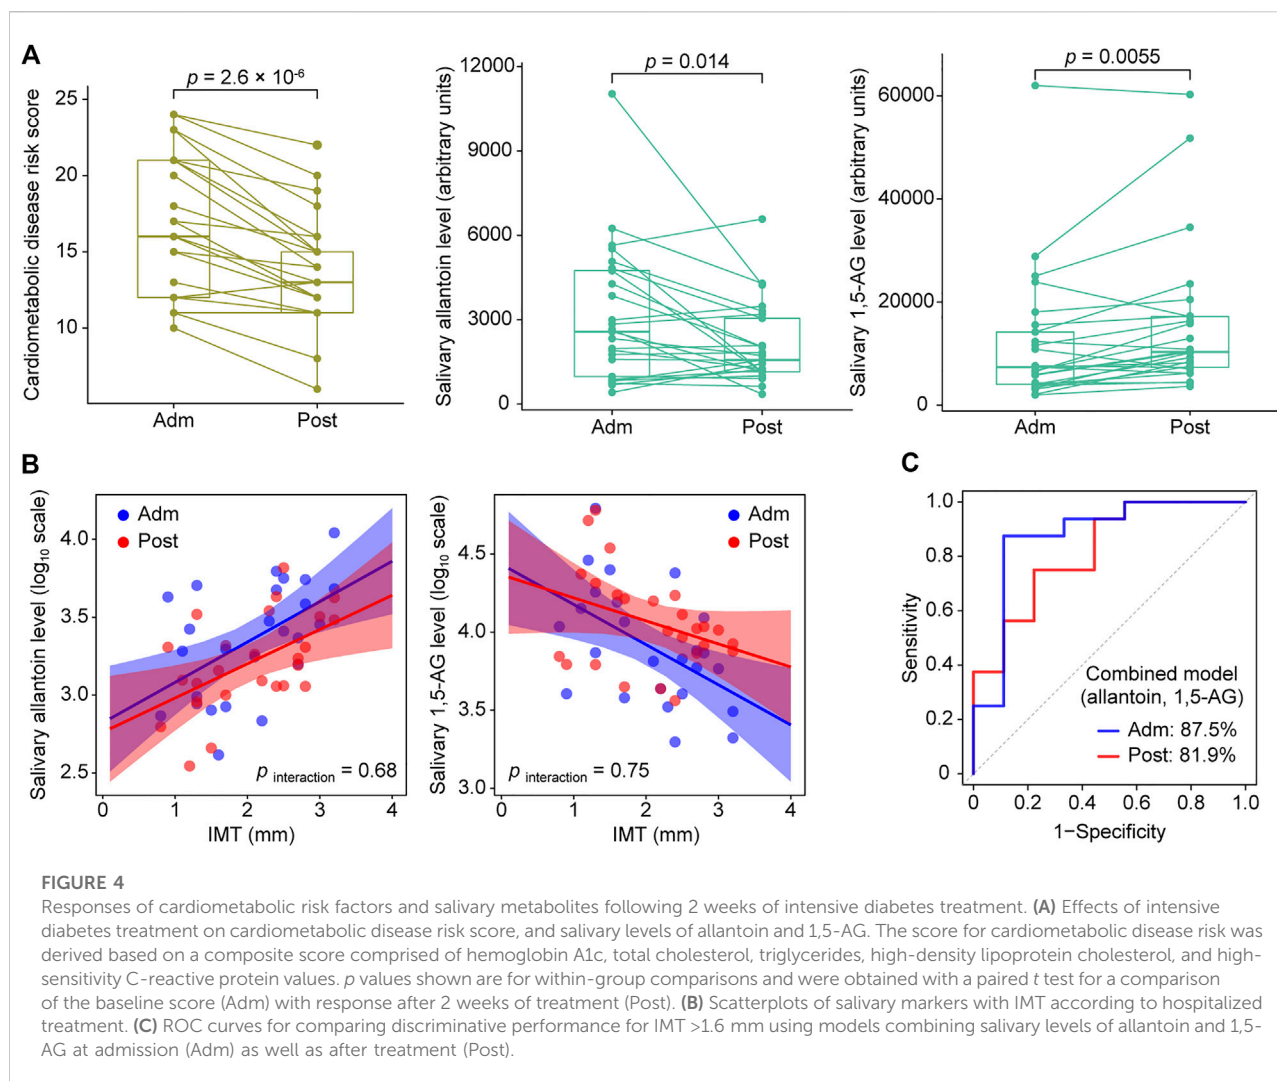 A
p = 2.6 × 10-6
Cardiometabolic disease risk score
25
20
15
10
Adm
Post
p = 0.014
Salivary allantoin level (arbitrary units)
12000
9000
6000
3000
0
Adm
Post
p = 0.0055
Salivary 1,5-AG level (arbitrary units)
60000
40000
20000
0
Adm
Post
B
Salivary allantoin level (log10 scale)
4.0
3.5
3.0
2.5
Adm
Post
p interaction = 0.68
0 1 2 3 4
IMT (mm)
Salivary 1,5-AG level (log10 scale)
4.5
4.0
3.5
3.0
Adm
Post
p interaction = 0.75
0 1 2 3 4
IMT (mm)
C
Sensitivity
1.0
0.8
0.6
0.4
0.2
0
Combined model
(allantoin, 1,5-AG)
Adm: 87.5%
Post: 81.9%
0 0.2 0.4 0.6 0.8 1.0
1−Specificity
FIGURE 4
Responses of cardiometabolic risk factors and salivary metabolites following 2 weeks of intensive diabetes treatment. (A) Effects of intensive
diabetes treatment on cardiometabolic disease risk score, and salivary levels of allantoin and 1,5-AG. The score for cardiometabolic disease risk was
derived based on a composite score comprised of hemoglobin A1c, total cholesterol, triglycerides, high-density lipoprotein cholesterol, and high-
sensitivity C-reactive protein values. p values shown are for within-group comparisons and were obtained with a paired t test for a comparison
of the baseline score (Adm) with response after 2 weeks of treatment (Post). (B) Scatterplots of salivary markers with IMT according to hospitalized
treatment. (C) ROC curves for comparing discriminative performance for IMT >1.6 mm using models combining salivary levels of allantoin and 1,5-
AG at admission (Adm) as well as after treatment (Post).